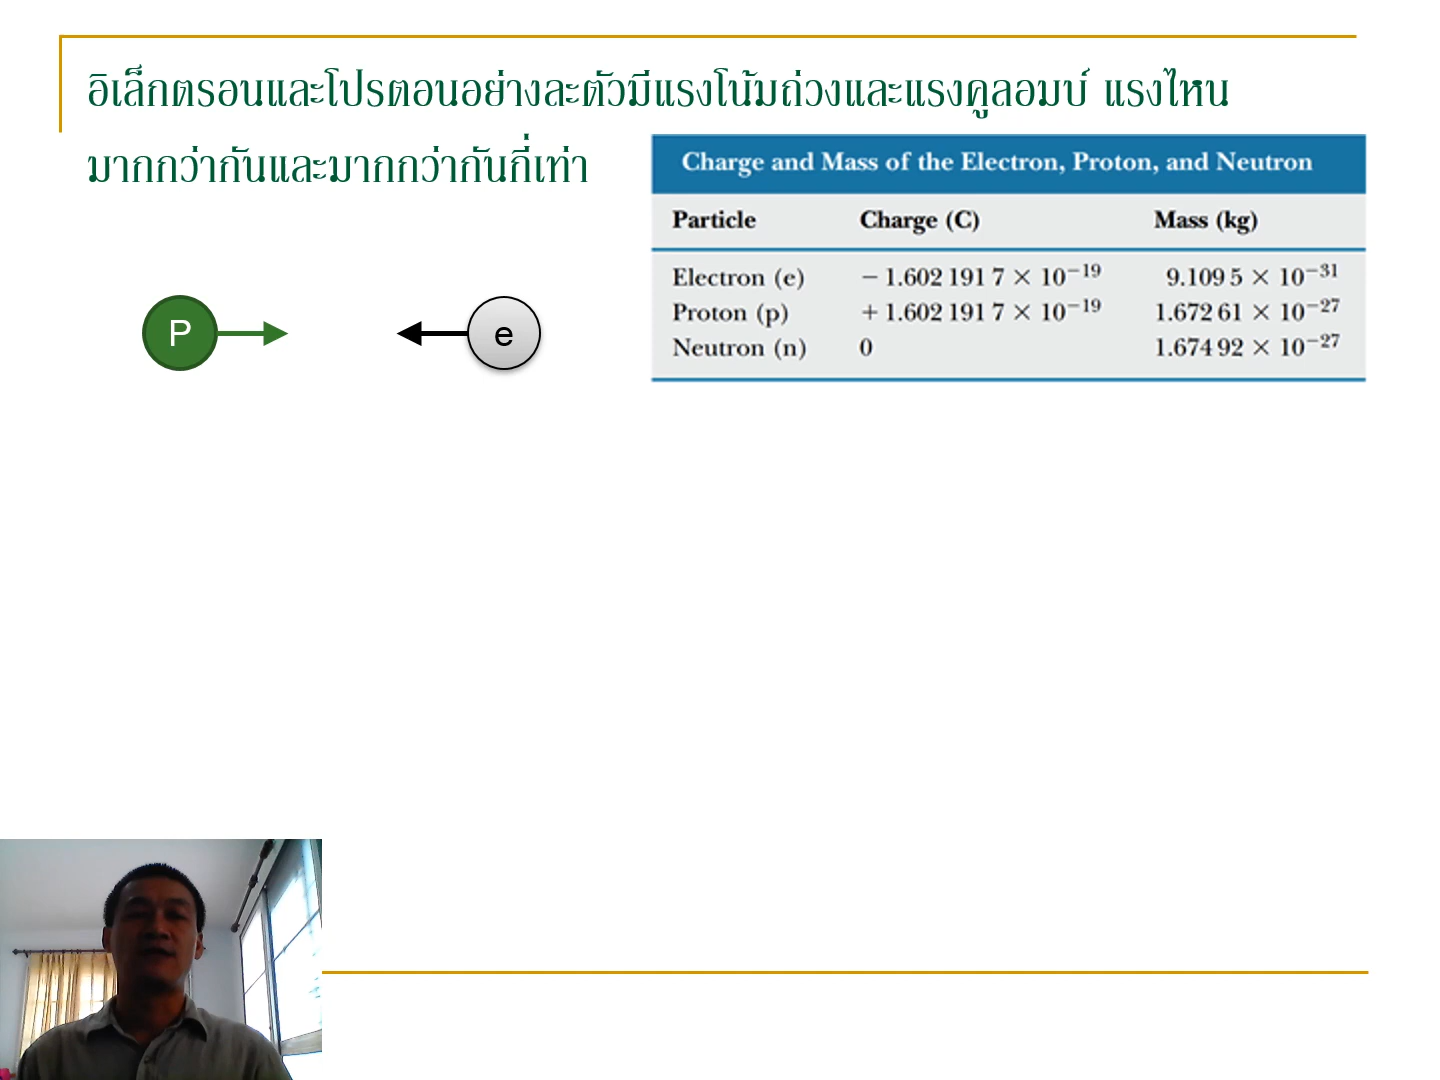 อิเล็กตรอนและโปรตอนอย่างละตัวมีแรงโน้มถ่วงและแรงคูลอมบ์ แรงไหน
มากกว่ากันและมากกว่ากันกี่เท่า
Charge and Mass of the Electron, Proton, and Neutron
Particle Charge (C) Mass (kg)
Electron (e) − 1.602 191 7 × 10⁻¹⁹ 9.109 5 × 10⁻³¹
Proton (p) + 1.602 191 7 × 10⁻¹⁹ 1.672 61 × 10⁻²⁷
Neutron (n) 0 1.674 92 × 10⁻²⁷
P e